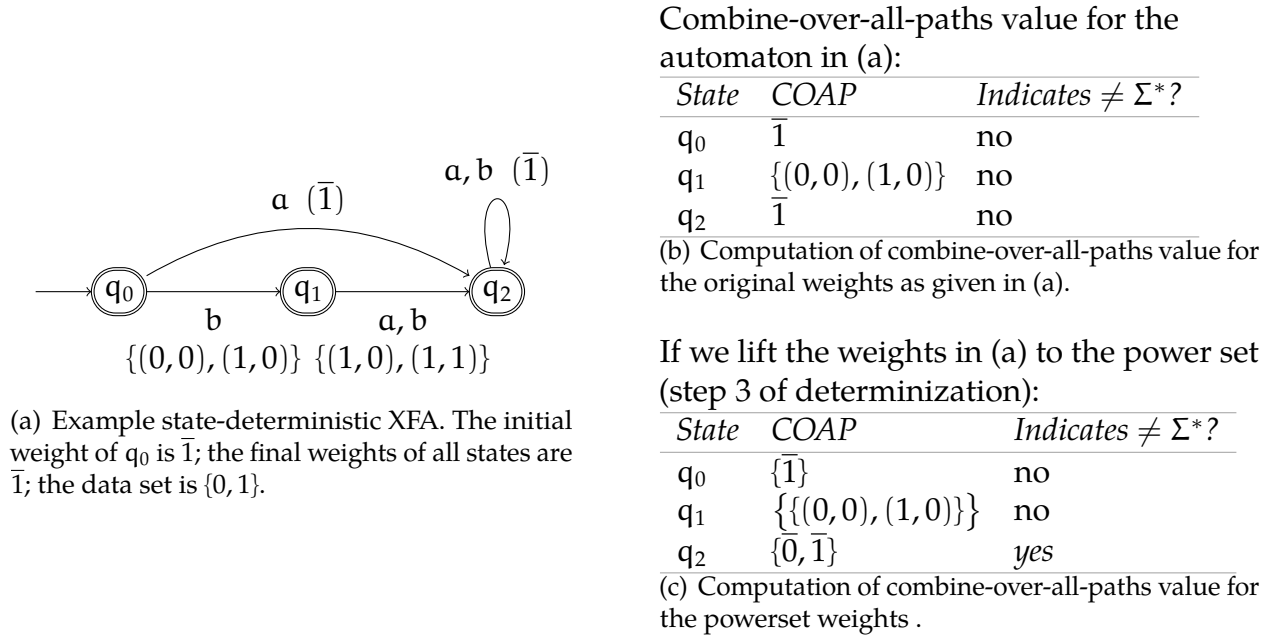 a, b (1̅)
a (1̅)
q₀
q₁
q₂
b
a, b
{(0, 0), (1, 0)} {(1, 0), (1, 1)}
(a) Example state-deterministic XFA. The initial
weight of q₀ is 1̅; the final weights of all states are
1̅; the data set is {0, 1}.
Combine-over-all-paths value for the
automaton in (a):
State COAP Indicates ≠ Σ*?
q₀ 1̅ no
q₁ {(0, 0), (1, 0)} no
q₂ 1̅ no
(b) Computation of combine-over-all-paths value for
the original weights as given in (a).
If we lift the weights in (a) to the power set
(step 3 of determinization):
State COAP Indicates ≠ Σ*?
q₀ {1̅} no
q₁ {{(0, 0), (1, 0)}} no
q₂ {0̅, 1̅} yes
(c) Computation of combine-over-all-paths value for
the powerset weights .